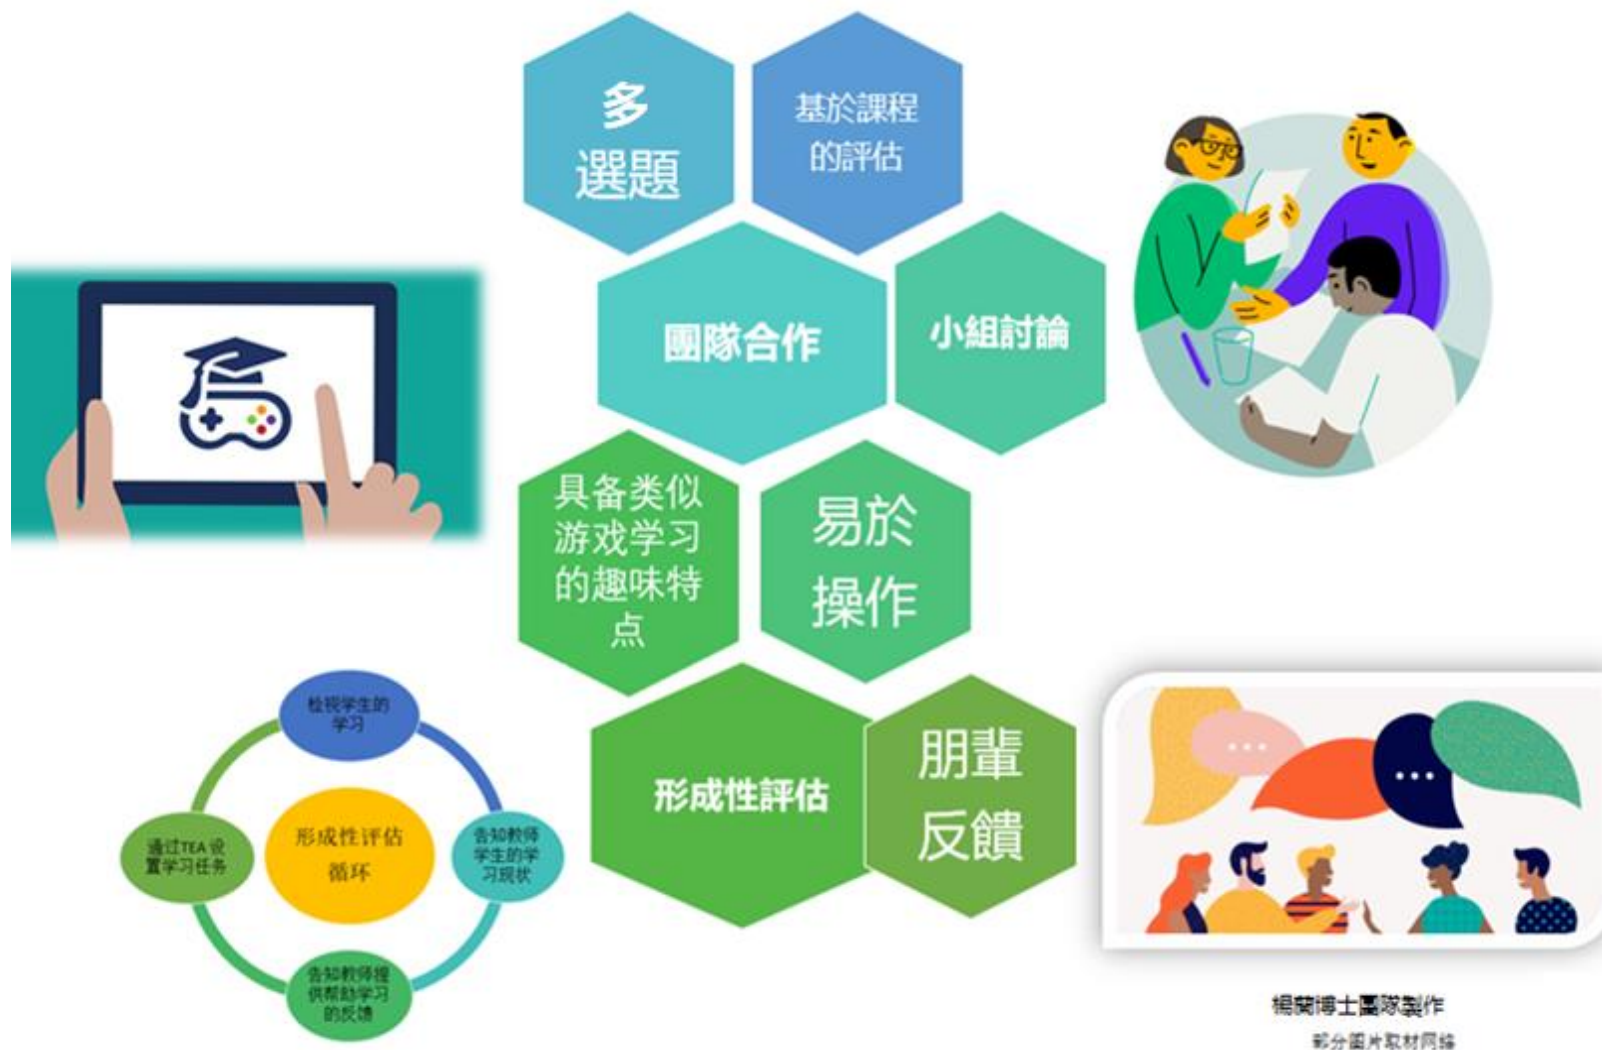 多
選題
基於課程
的評估
團隊合作
小組討論
具备类似
游戏学习
的趣味特
点
易於
操作
形成性評估
朋輩
反饋
检视学生的
学习
告知教师
学生的学
习现状
告知教师提
供帮助学习
的反馈
通过TEA 设
置学习任务
形成性评估
循环
楊蘭博士團隊製作
部分图片取材网络